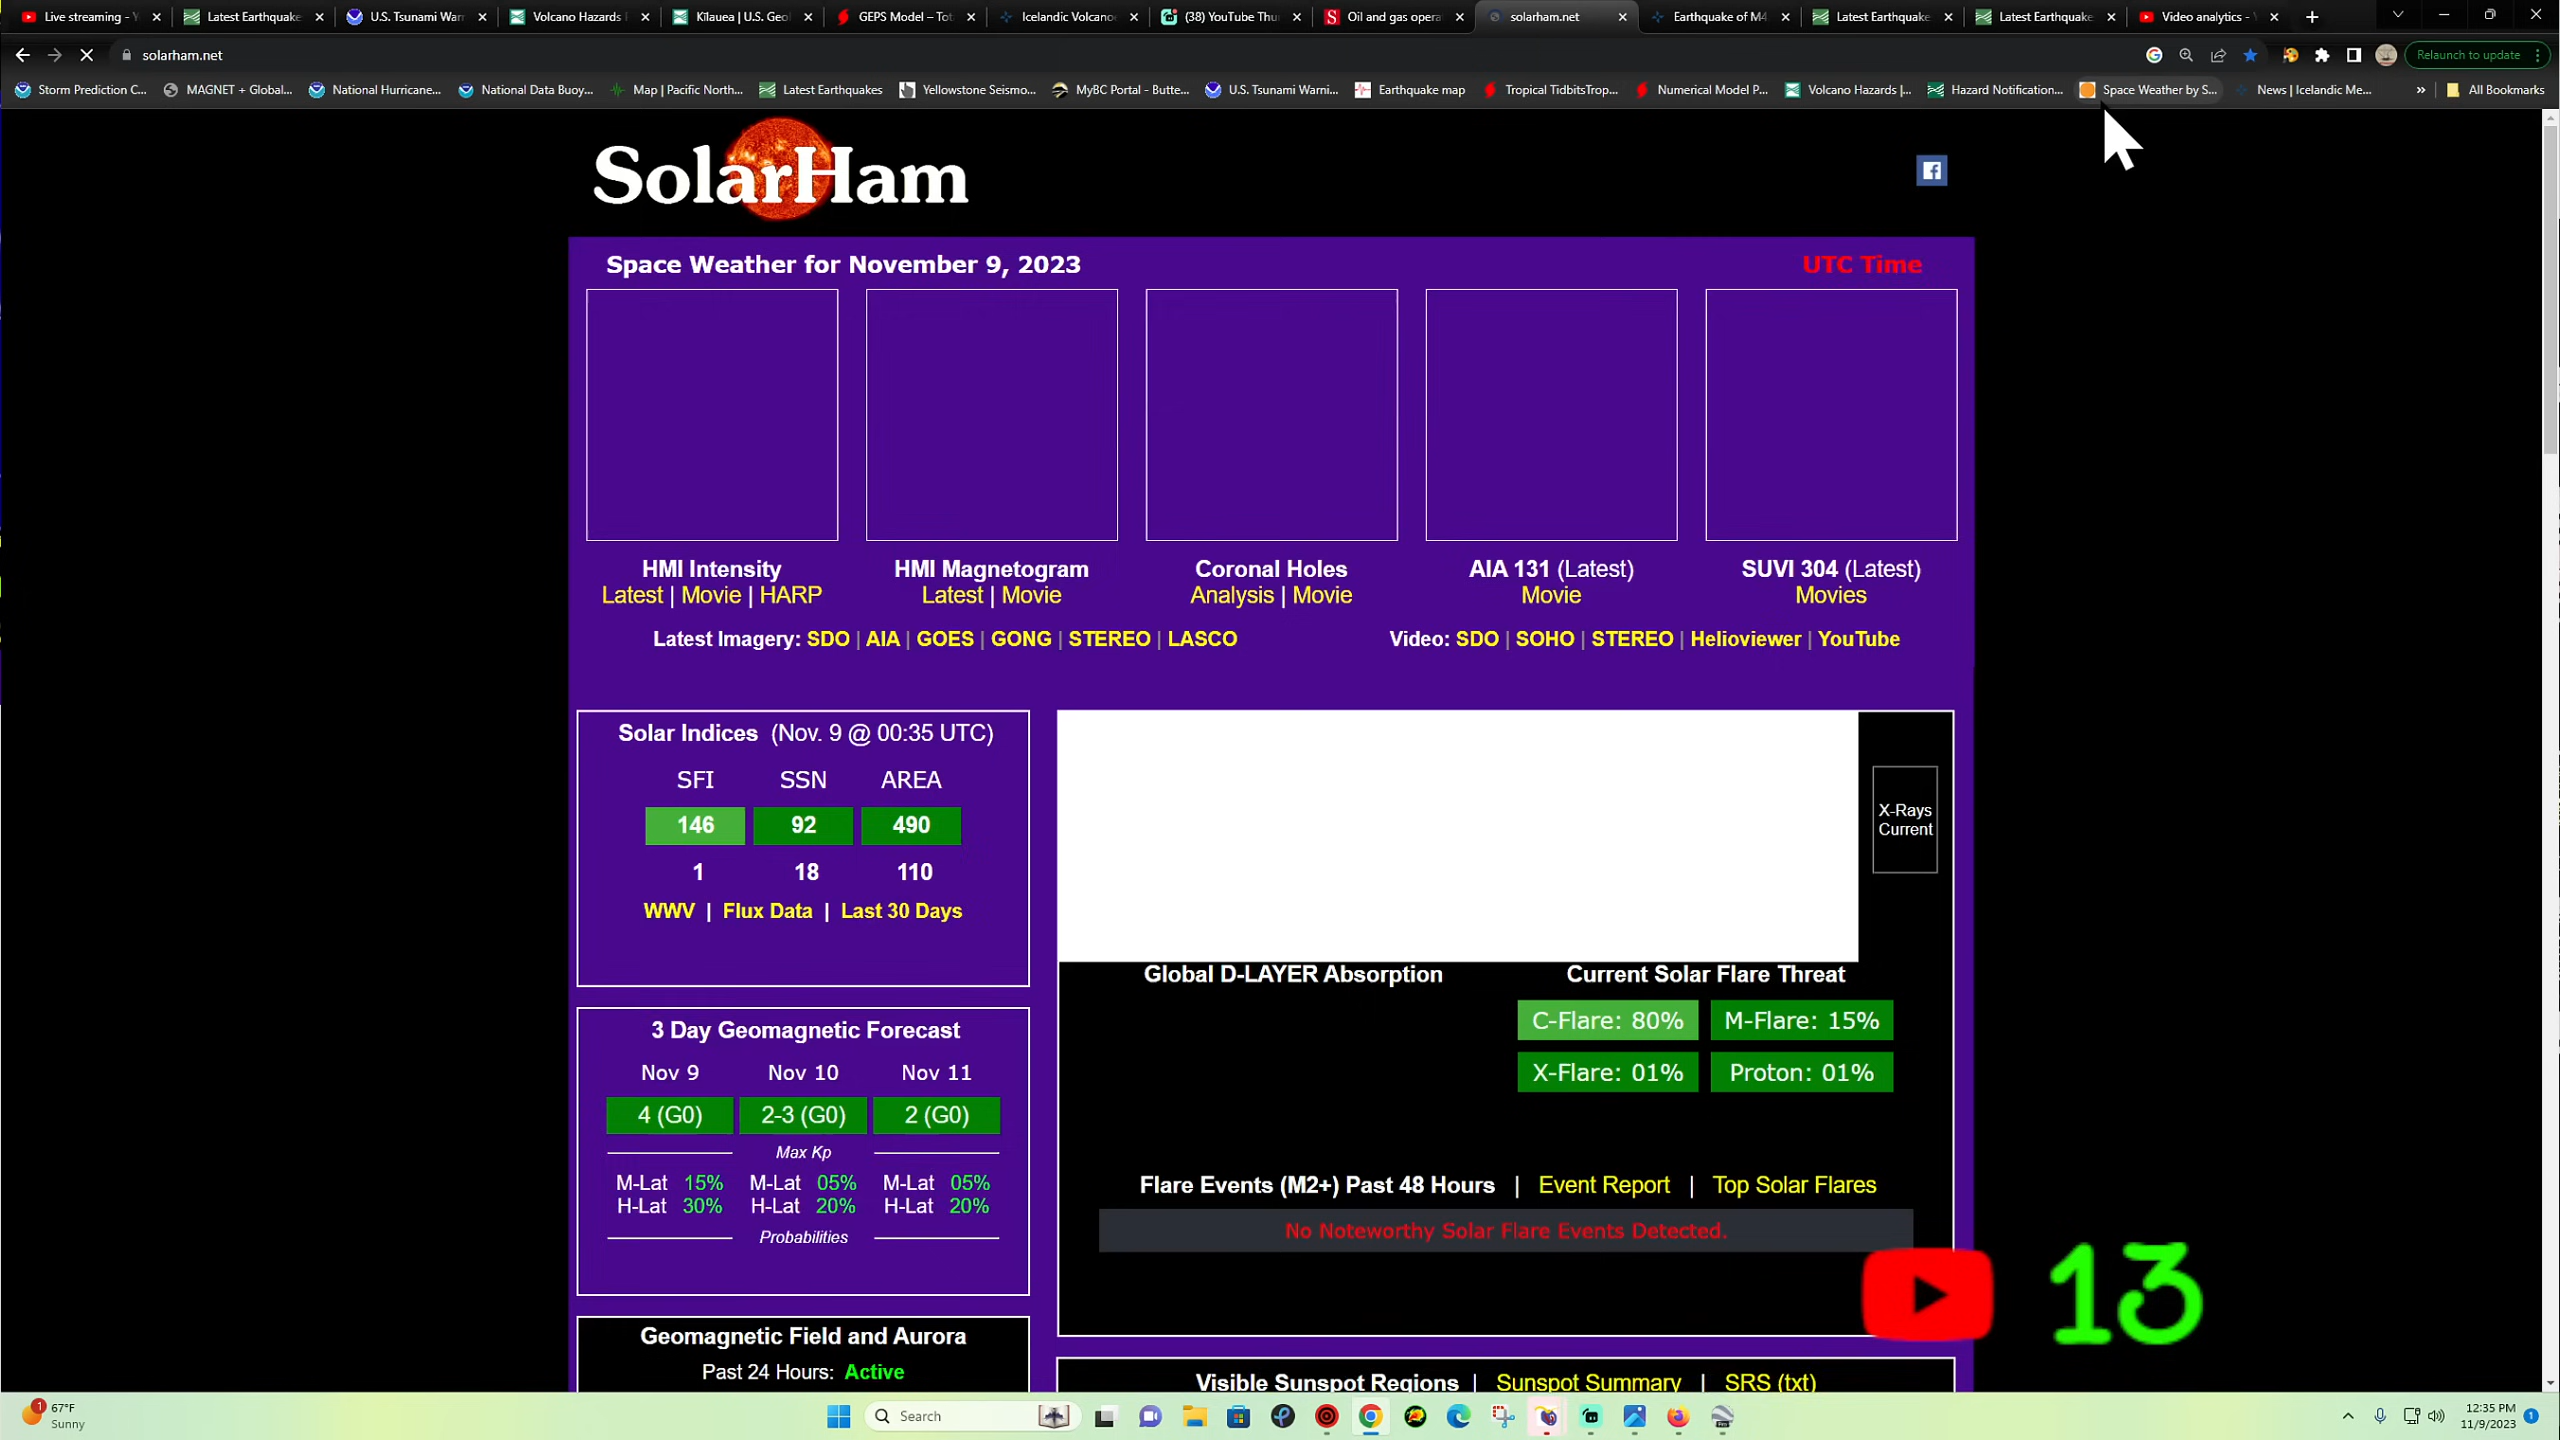 Live streaming - Y
Latest Earthquake
U.S. Tsunami War
Volcano Hazards
Kīlauea | U.S. Geol
GEPS Model – Tot
Icelandic Volcano
(38) YouTube Thu
Oil and gas opera
solarham.net
Earthquake of M4
Latest Earthquake
Latest Earthquake
Video analytics - Y
solarham.net
Relaunch to update
Storm Prediction C...
MAGNET + Global...
National Hurricane...
National Data Buoy...
Map | Pacific North...
Latest Earthquakes
Yellowstone Seismo...
MyBC Portal - Butte...
U.S. Tsunami Warni...
Earthquake map
Tropical TidbitsTrop...
Numerical Model P...
Volcano Hazards |...
Hazard Notification...
Space Weather by S...
News | Icelandic Me...
»
All Bookmarks
SolarHam
Space Weather for November 9, 2023
UTC Time
HMI Intensity
Latest | Movie | HARP
HMI Magnetogram
Latest | Movie
Coronal Holes
Analysis | Movie
AIA 131 (Latest)
Movie
SUVI 304 (Latest)
Movies
Latest Imagery: SDO | AIA | GOES | GONG | STEREO | LASCO
Video: SDO | SOHO | STEREO | Helioviewer | YouTube
Solar Indices (Nov. 9 @ 00:35 UTC)
SFI SSN AREA
146 92 490
1 18 110
WWV | Flux Data | Last 30 Days
X-Rays
Current
Global D-LAYER Absorption
Current Solar Flare Threat
C-Flare: 80% M-Flare: 15%
X-Flare: 01% Proton: 01%
3 Day Geomagnetic Forecast
Nov 9 Nov 10 Nov 11
4 (G0) 2-3 (G0) 2 (G0)
Max Kp
M-Lat 15% M-Lat 05% M-Lat 05%
H-Lat 30% H-Lat 20% H-Lat 20%
Probabilities
Flare Events (M2+) Past 48 Hours | Event Report | Top Solar Flares
No Noteworthy Solar Flare Events Detected.
13
Geomagnetic Field and Aurora
Past 24 Hours: Active
Visible Sunspot Regions | Sunspot Summary | SRS (txt)
1
67°F
Sunny
Search
12:35 PM
11/9/2023
1